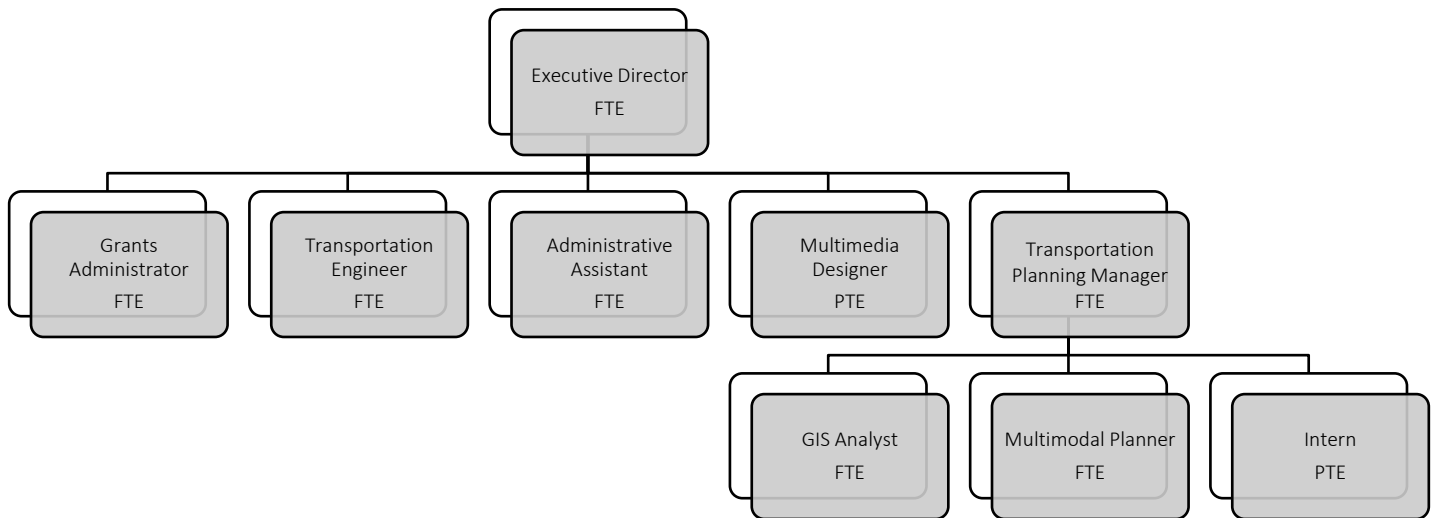 Executive Director
FTE
Grants
Administrator
FTE
Transportation
Engineer
FTE
Administrative
Assistant
FTE
Multimedia
Designer
PTE
Transportation
Planning Manager
FTE
GIS Analyst
FTE
Multimodal Planner
FTE
Intern
PTE